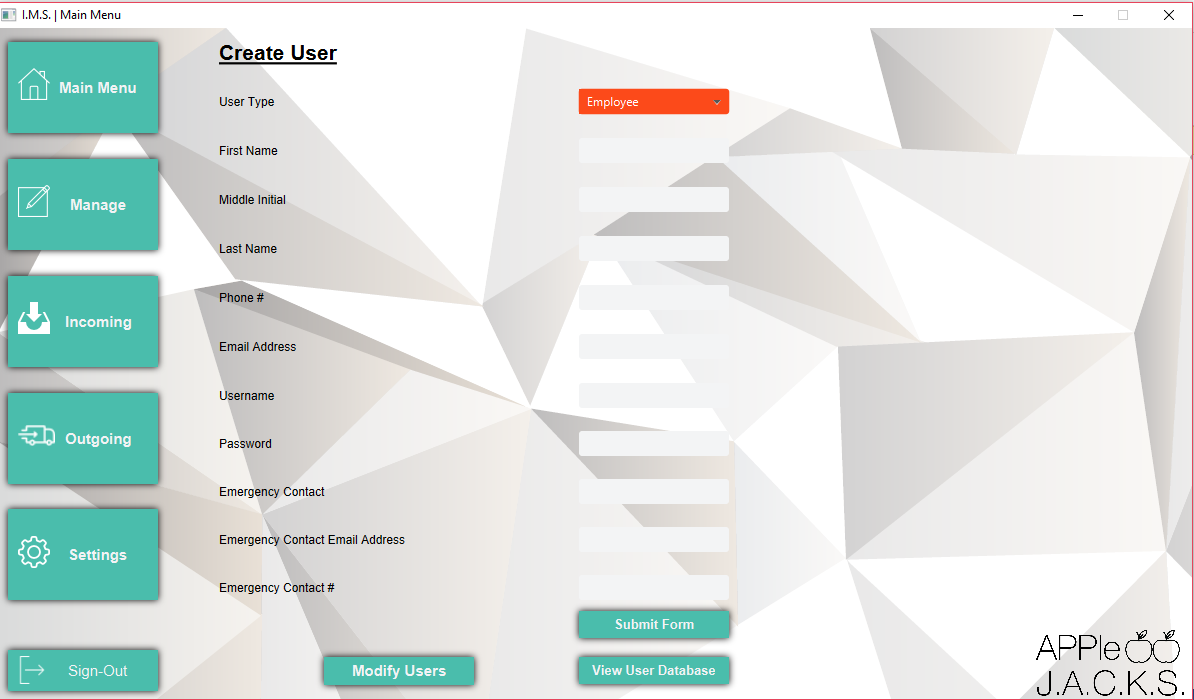 I.M.S. | Main Menu
Main Menu
Manage
Incoming
Outgoing
Settings
Sign-Out
Create User
User Type
Employee
First Name
Middle Initial
Last Name
Phone #
Email Address
Username
Password
Emergency Contact
Emergency Contact Email Address
Emergency Contact #
Submit Form
Modify Users
View User Database
APPle
J.A.C.K.S.